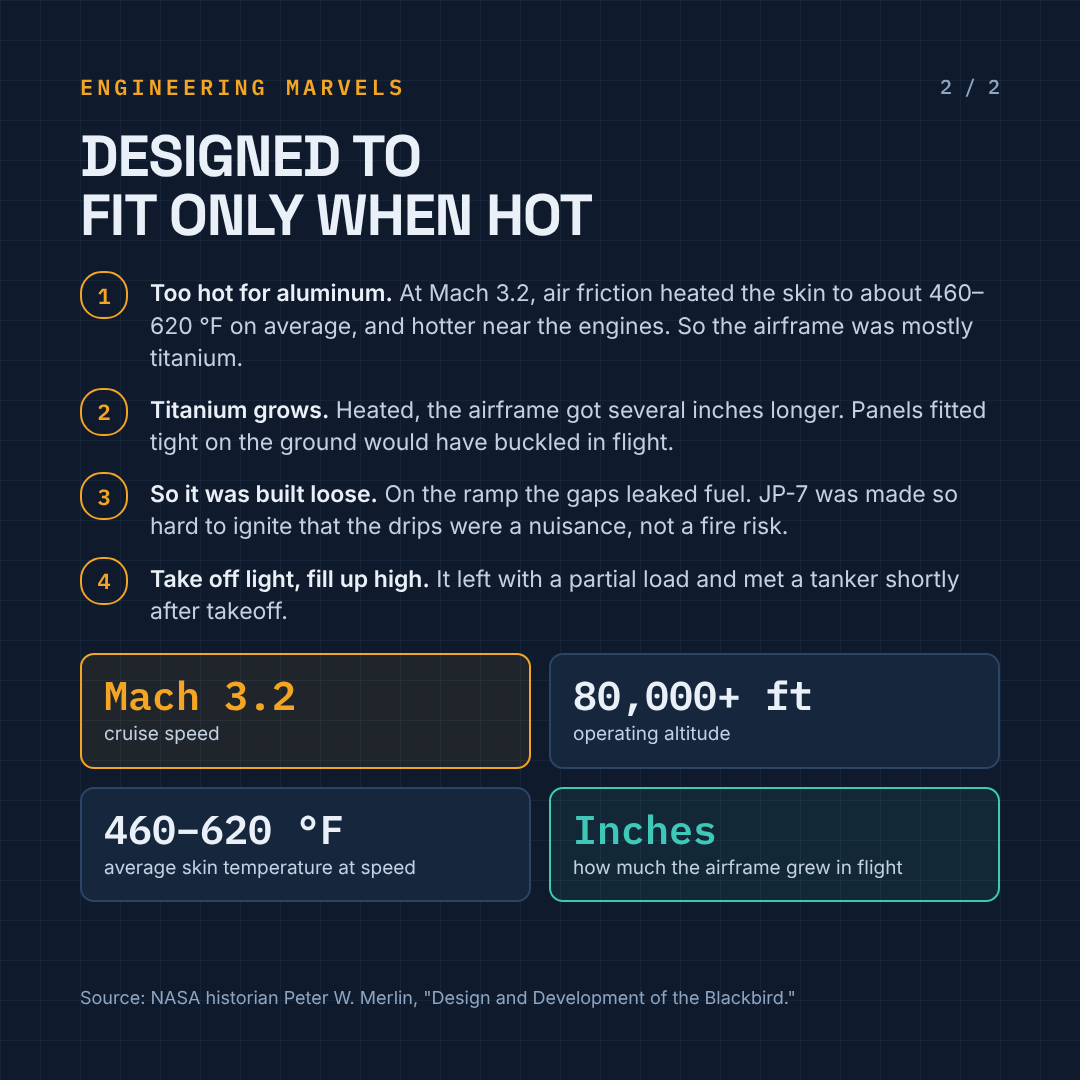 ENGINEERING MARVELS
2 / 2
DESIGNED TO
FIT ONLY WHEN HOT
1
Too hot for aluminum. At Mach 3.2, air friction heated the skin to about 460–
620 °F on average, and hotter near the engines. So the airframe was mostly
titanium.
2
Titanium grows. Heated, the airframe got several inches longer. Panels fitted
tight on the ground would have buckled in flight.
3
So it was built loose. On the ramp the gaps leaked fuel. JP-7 was made so
hard to ignite that the drips were a nuisance, not a fire risk.
4
Take off light, fill up high. It left with a partial load and met a tanker shortly
after takeoff.
Mach 3.2
cruise speed
80,000+ ft
operating altitude
460–620 °F
average skin temperature at speed
Inches
how much the airframe grew in flight
Source: NASA historian Peter W. Merlin, "Design and Development of the Blackbird."